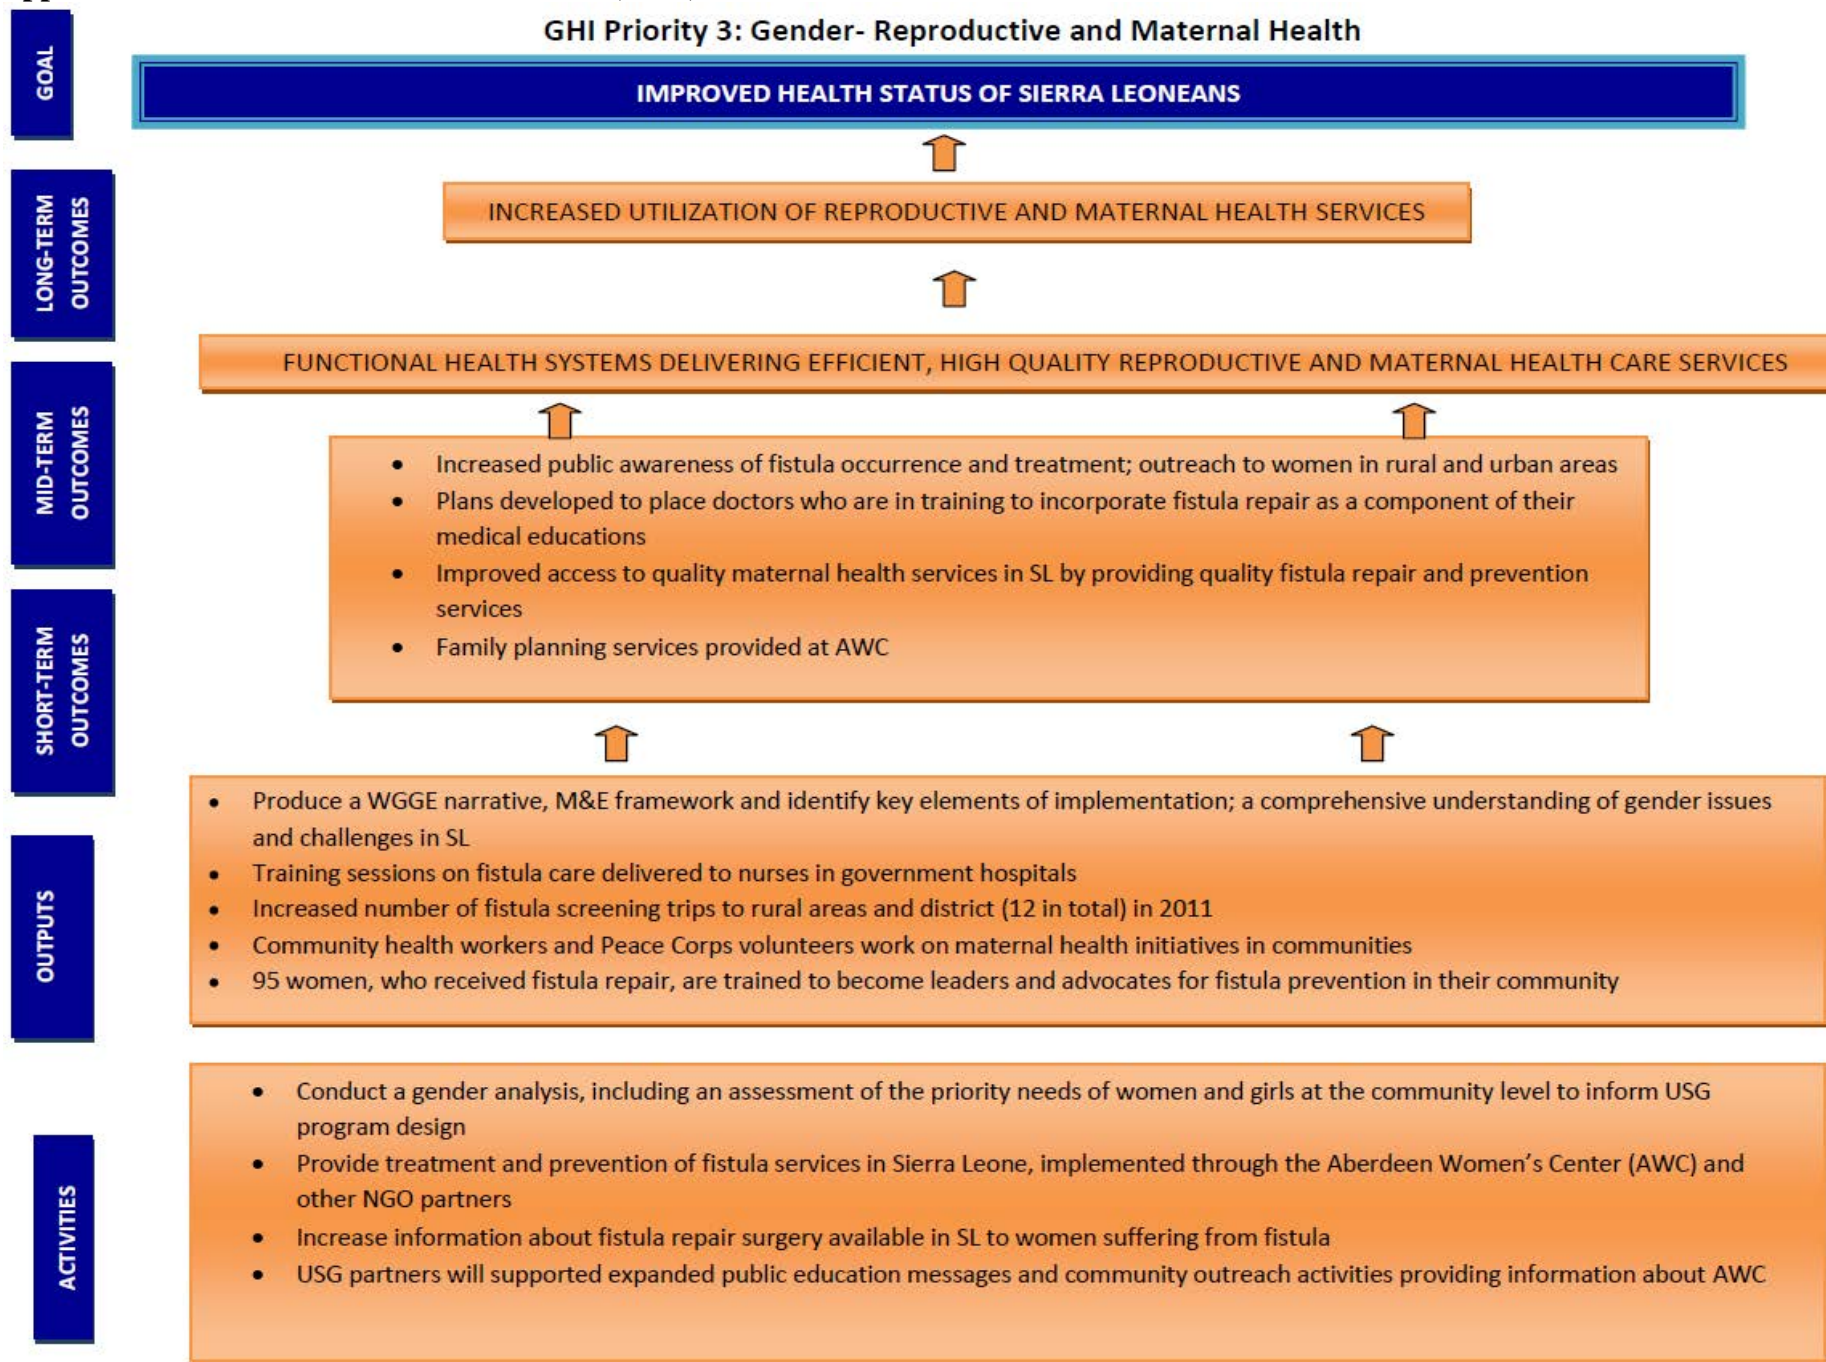 GHI Priority 3: Gender- Reproductive and Maternal Health
GOAL
IMPROVED HEALTH STATUS OF SIERRA LEONEANS
LONG-TERM
OUTCOMES
INCREASED UTILIZATION OF REPRODUCTIVE AND MATERNAL HEALTH SERVICES
FUNCTIONAL HEALTH SYSTEMS DELIVERING EFFICIENT, HIGH QUALITY REPRODUCTIVE AND MATERNAL HEALTH CARE SERVICES
MID-TERM
OUTCOMES
• Increased public awareness of fistula occurrence and treatment; outreach to women in rural and urban areas
• Plans developed to place doctors who are in training to incorporate fistula repair as a component of their
medical educations
• Improved access to quality maternal health services in SL by providing quality fistula repair and prevention
services
• Family planning services provided at AWC
SHORT-TERM
OUTCOMES
• Produce a WGGE narrative, M&E framework and identify key elements of implementation; a comprehensive understanding of gender issues
and challenges in SL
• Training sessions on fistula care delivered to nurses in government hospitals
• Increased number of fistula screening trips to rural areas and district (12 in total) in 2011
• Community health workers and Peace Corps volunteers work on maternal health initiatives in communities
• 95 women, who received fistula repair, are trained to become leaders and advocates for fistula prevention in their community
OUTPUTS
• Conduct a gender analysis, including an assessment of the priority needs of women and girls at the community level to inform USG
program design
• Provide treatment and prevention of fistula services in Sierra Leone, implemented through the Aberdeen Women's Center (AWC) and
other NGO partners
• Increase information about fistula repair surgery available in SL to women suffering from fistula
• USG partners will supported expanded public education messages and community outreach activities providing information about AWC
ACTIVITIES